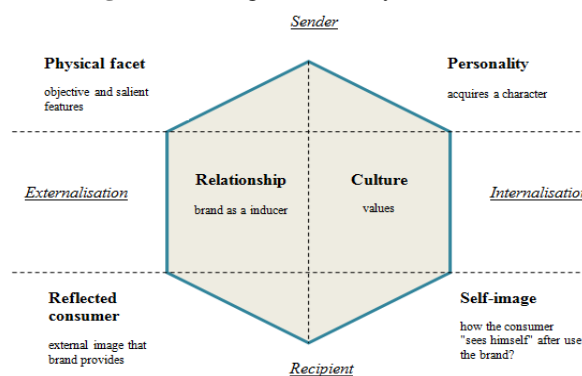 Sender
Physical facet
objective and salient
features
Personality
acquires a character
Externalisation
Relationship
brand as a inducer
Culture
values
Internalisation
Reflected
consumer
external image that
brand provides
Self-image
how the consumer
"sees himself" after use
the brand?
Recipient